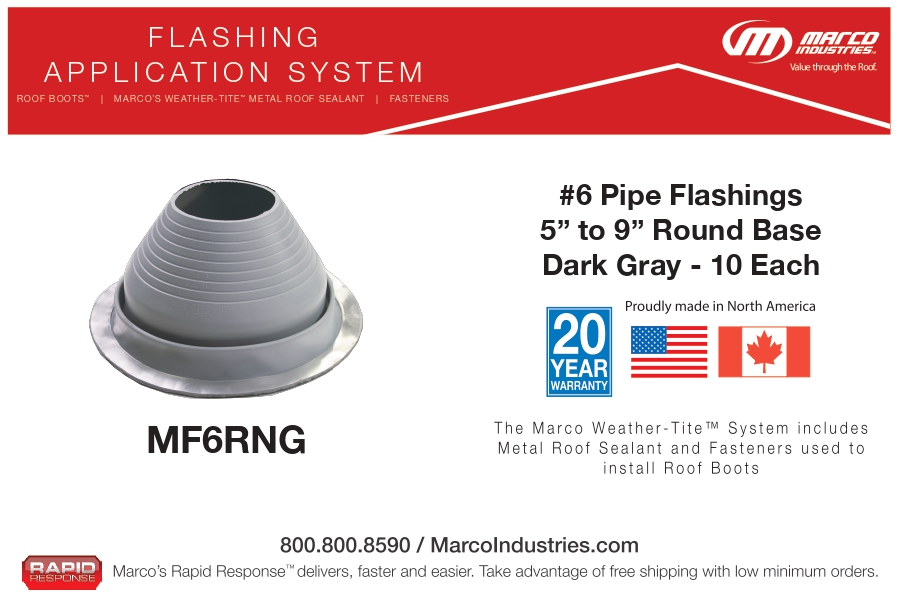 FLASHING
APPLICATION SYSTEM
ROOF BOOTS™ | MARCO'S WEATHER-TITE™ METAL ROOF SEALANT | FASTENERS
MARCO
INDUSTRIES™
Value through the Roof.
#6 Pipe Flashings
5” to 9” Round Base
Dark Gray - 10 Each
Proudly made in North America
20
YEAR
WARRANTY
MF6RNG
The Marco Weather-Tite™ System includes
Metal Roof Sealant and Fasteners used to
install Roof Boots
800.800.8590 / MarcoIndustries.com
RAPID
RESPONSE
Marco’s Rapid Response™ delivers, faster and easier. Take advantage of free shipping with low minimum orders.